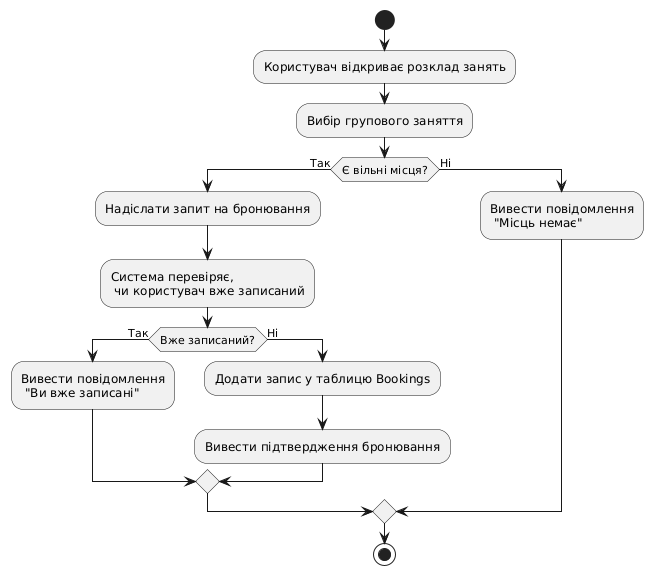 Користувач відкриває розклад занять
Вибір групового заняття
Так
Є вільні місця?
Ні
Надіслати запит на бронювання
Вивести повідомлення
"Місць немає"
Система перевіряє,
чи користувач вже записаний
Так
Вже записаний?
Ні
Вивести повідомлення
"Ви вже записані"
Додати запис у таблицю Bookings
Вивести підтвердження бронювання